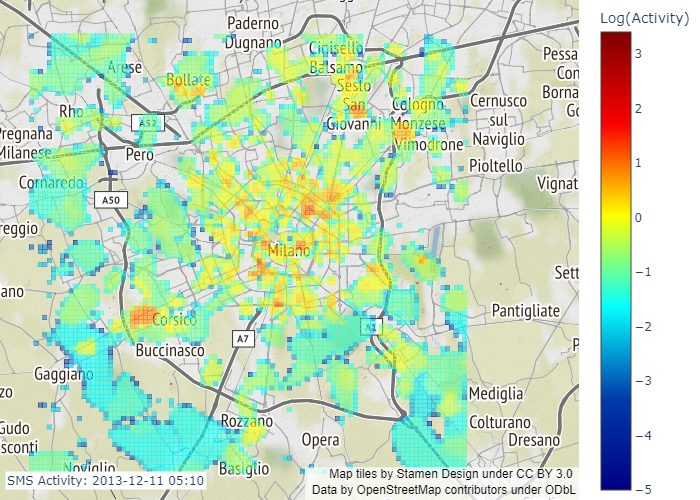 Log(Activity)
Paderno
Dugnano
Cinisello
Balsamo
Pessa
Con
Borna
Go
Arese
Bollate
Sesto
San
Giovanni
Cologno
Monzese
Cernusco
sul
Naviglio
Rho
A52
Pregnana
Milanese
Pero
Vimodrone
Pioltello
Cornaredo
A50
Vignat
reggio
Milano
Sett
ano
Corsico
A1
Pantigliate
A7
Buccinasco
P
Gaggiano
zo
Mediglia
Gudo
sconti
Rozzano
Opera
Colturano
Dresano
Noviglio
Basiglio
SMS Activity: 2013-12-11 05:10
Map tiles by Stamen Design under CC BY 3.0
Data by OpenStreetMap contributors under ODbL
3
2
1
0
−1
−2
−3
−4
−5